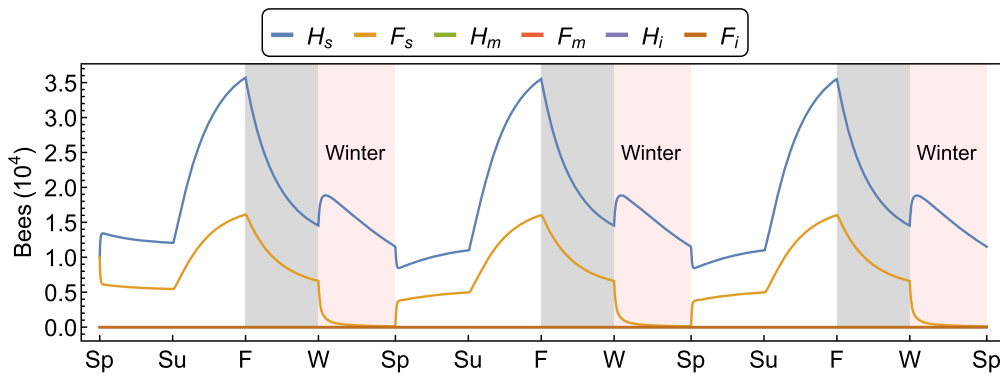 H_s F_s H_m F_m H_i F_i
Bees (10^4)
3.5
3.0
2.5
2.0
1.5
1.0
0.5
0.0
Winter Winter Winter
Sp Su F W Sp Su F W Sp Su F W Sp